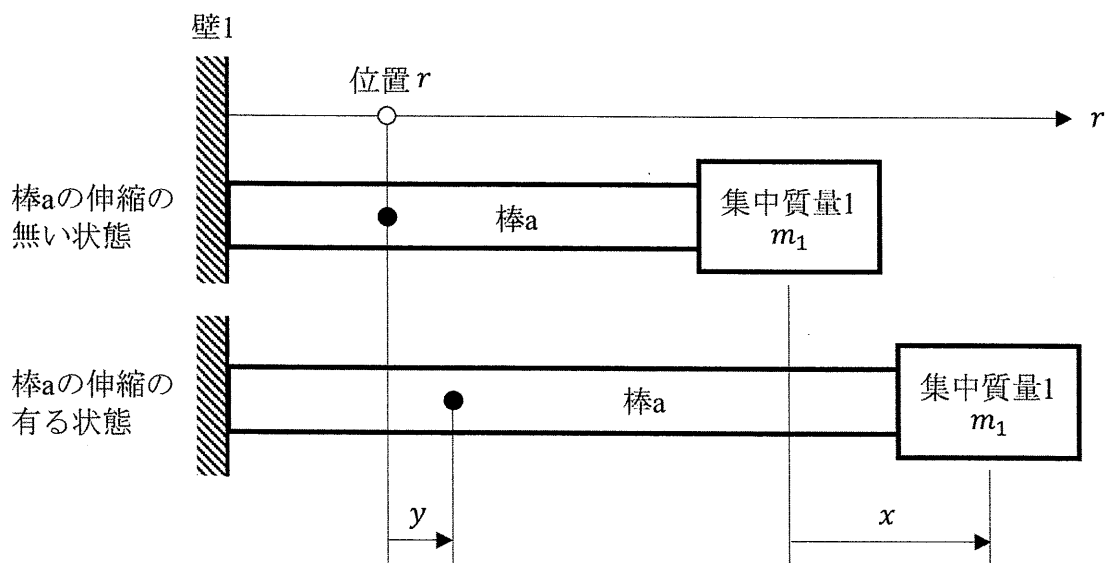 壁1
位置 r
r
棒aの伸縮の
無い状態
棒a
集中質量1
m₁
棒aの伸縮の
有る状態
棒a
集中質量1
m₁
y
x